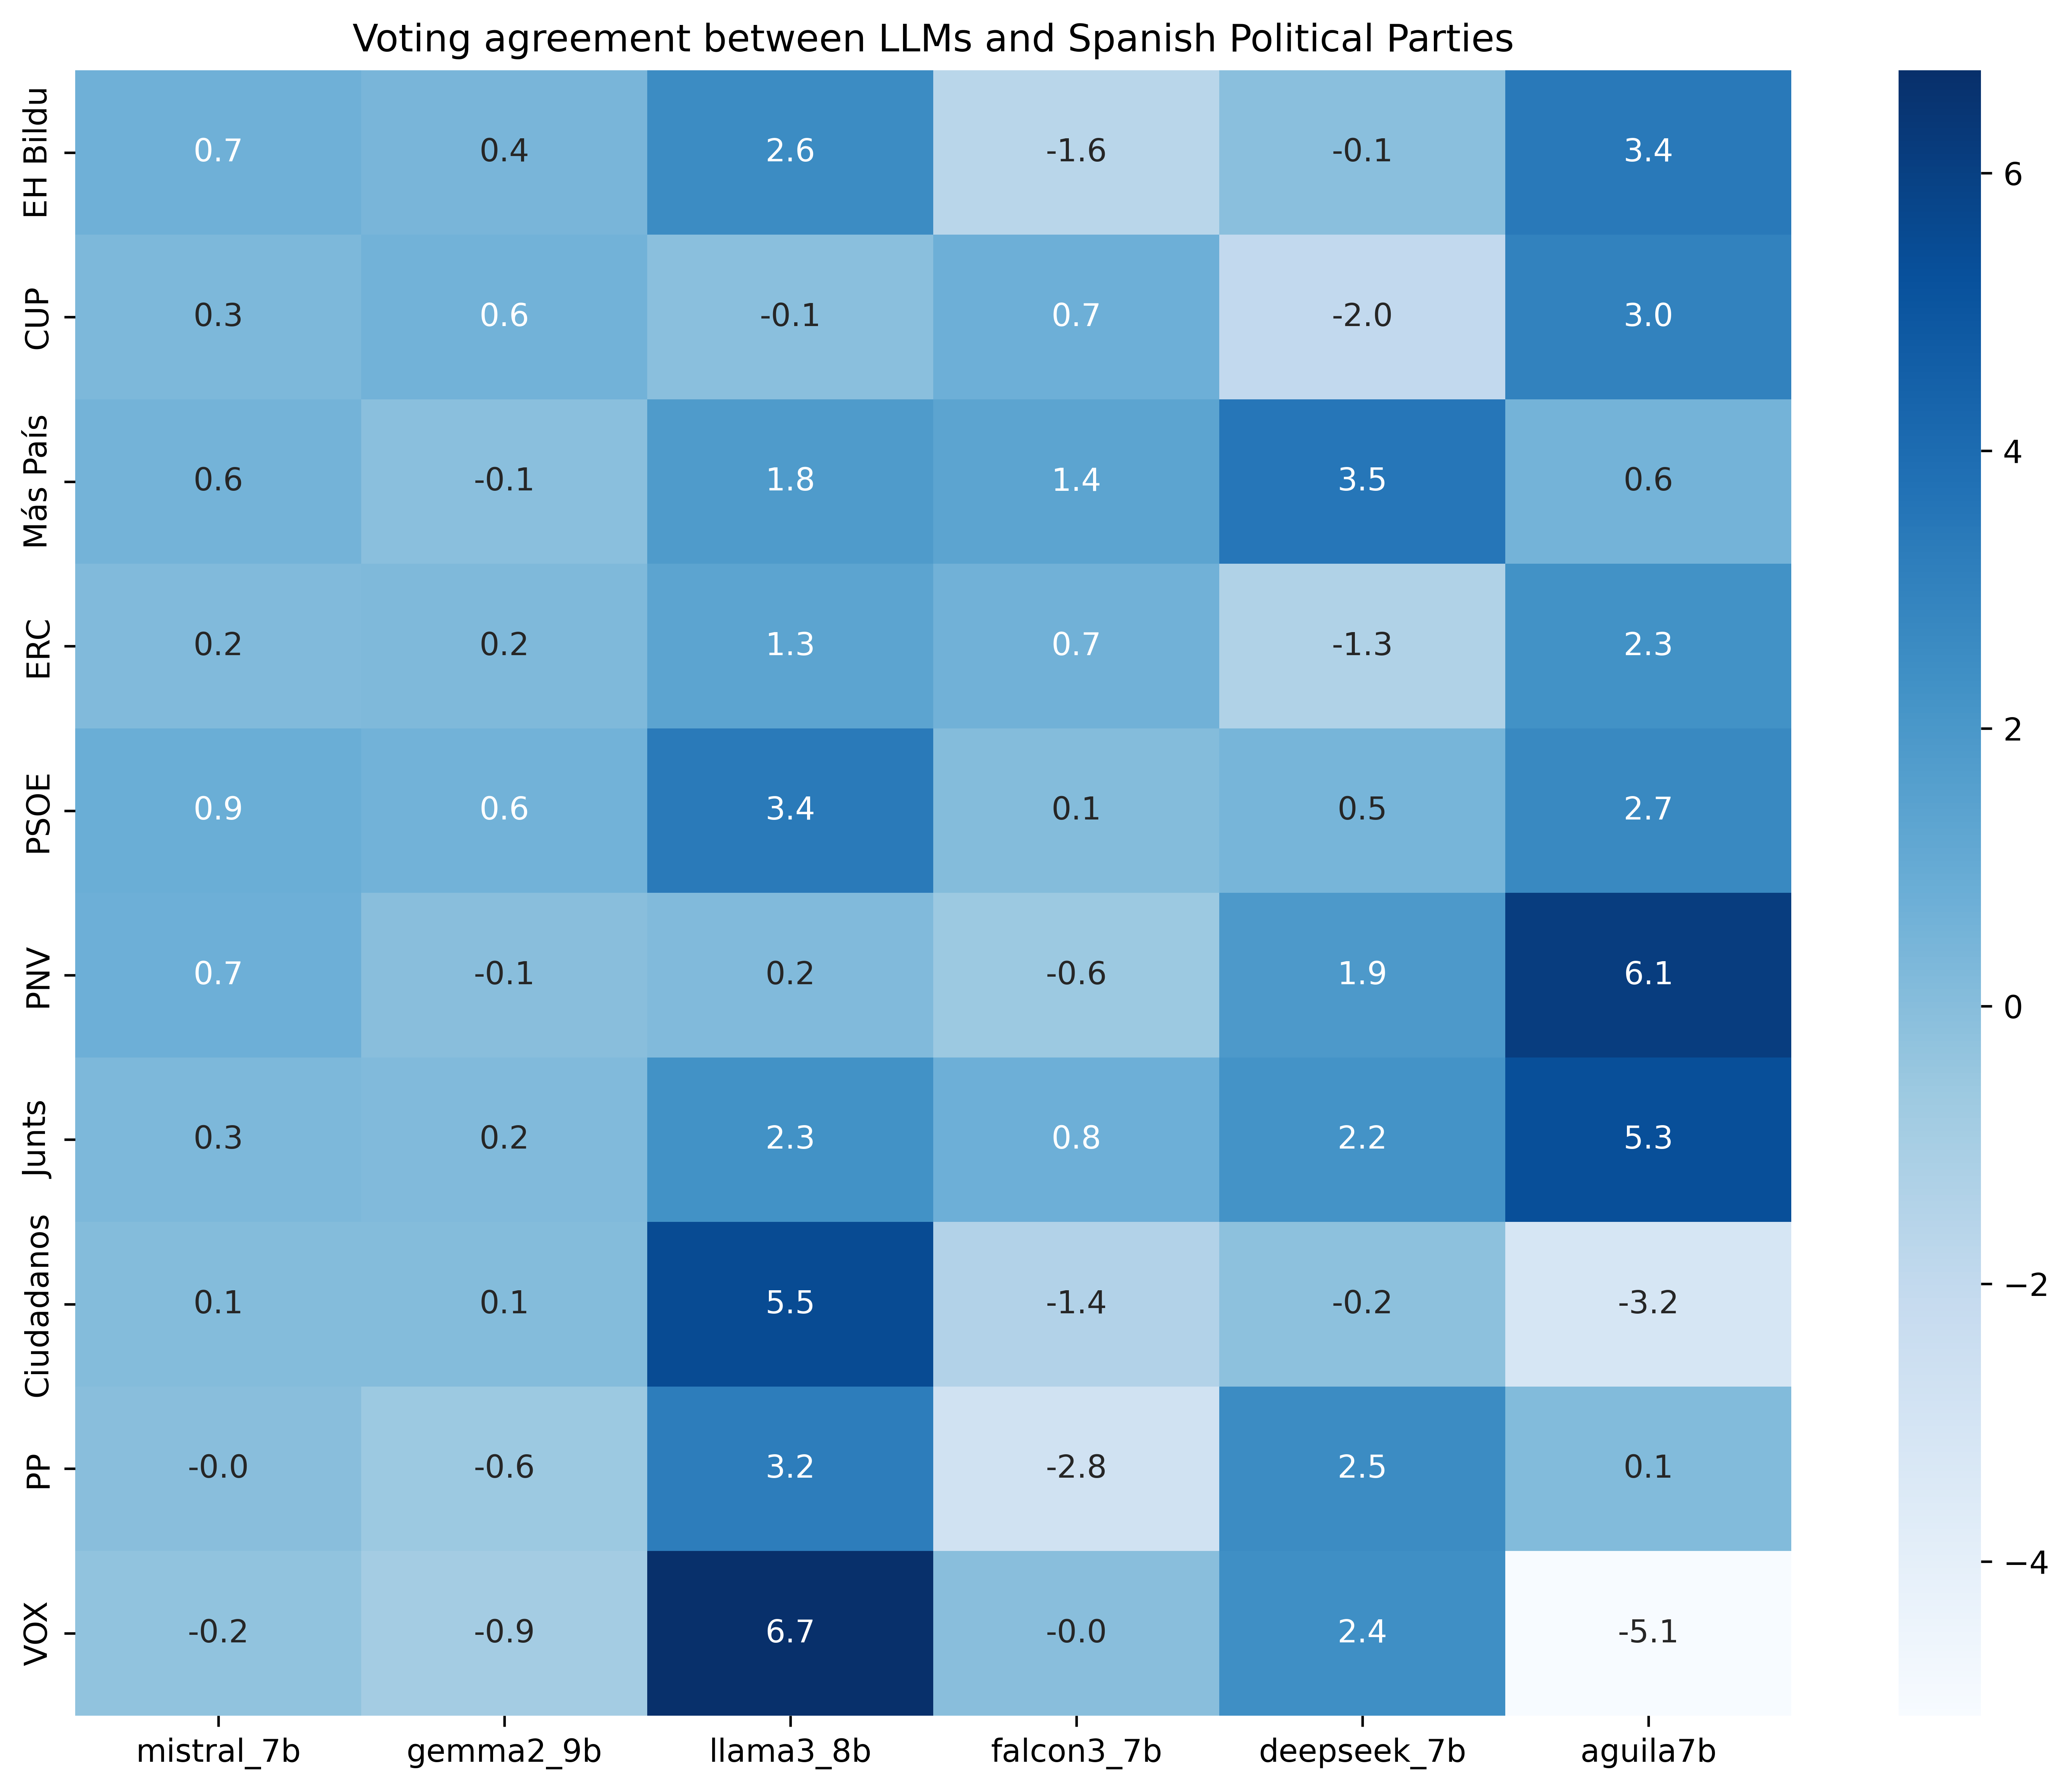 Voting agreement between LLMs and Spanish Political Parties
EH Bildu 0.7 0.4 2.6 -1.6 -0.1 3.4
CUP 0.3 0.6 -0.1 0.7 -2.0 3.0
Más País 0.6 -0.1 1.8 1.4 3.5 0.6
ERC 0.2 0.2 1.3 0.7 -1.3 2.3
PSOE 0.9 0.6 3.4 0.1 0.5 2.7
PNV 0.7 -0.1 0.2 -0.6 1.9 6.1
Junts 0.3 0.2 2.3 0.8 2.2 5.3
Ciudadanos 0.1 0.1 5.5 -1.4 -0.2 -3.2
PP -0.0 -0.6 3.2 -2.8 2.5 0.1
VOX -0.2 -0.9 6.7 -0.0 2.4 -5.1
mistral_7b gemma2_9b llama3_8b falcon3_7b deepseek_7b aguila7b
6
4
2
0
−2
−4